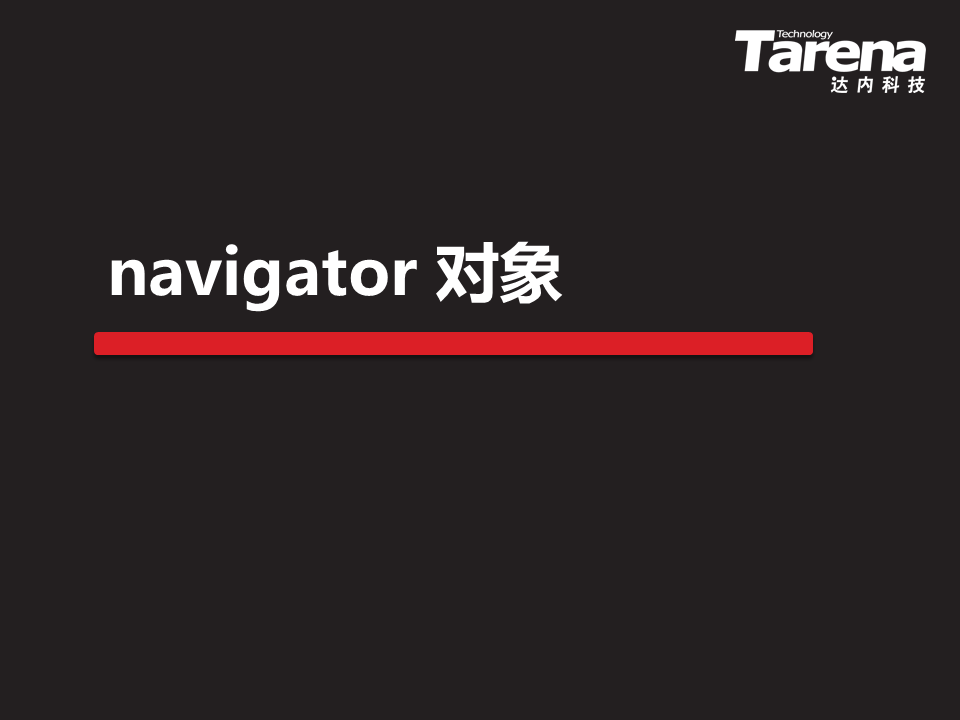 Technology
Tarena
达内科技
navigator 对象